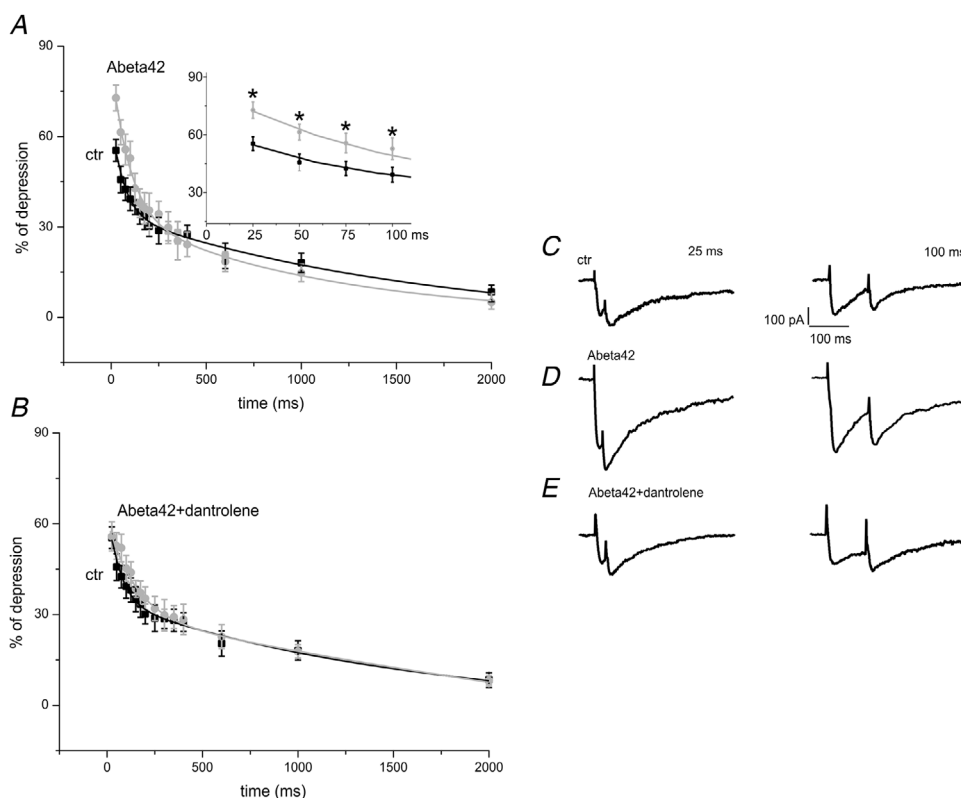 A
90
60
30
0
% of depression
Abeta42
ctr
90
60
30
* * * *
0 25 50 75 100 ms
0 500 1000 1500 2000
time (ms)
B
90
60
30
0
% of depression
Abeta42+dantrolene
ctr
0 500 1000 1500 2000
time (ms)
C
ctr
25 ms
100 ms
100 pA
100 ms
D
Abeta42
E
Abeta42+dantrolene